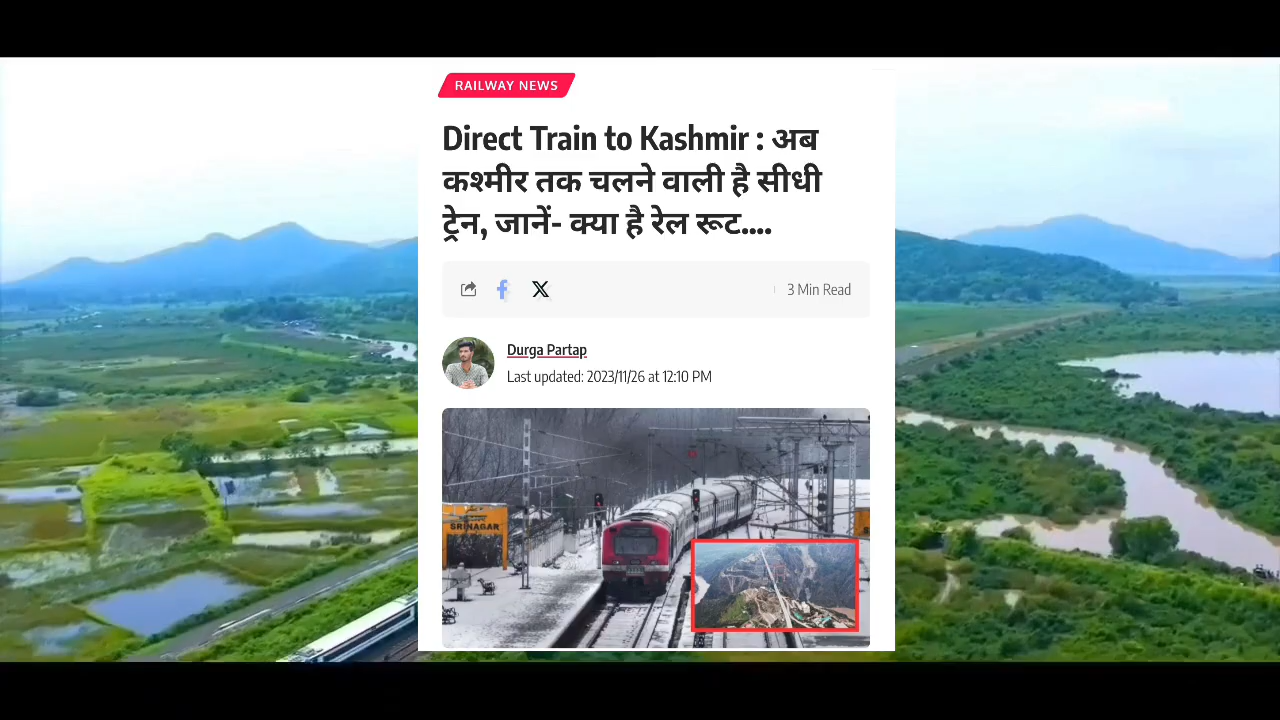 RAILWAY NEWS
Direct Train to Kashmir : अब
कश्मीर तक चलने वाली है सीधी
ट्रेन, जानें- क्या है रेल रूट....
3 Min Read
Durga Partap
Last updated: 2023/11/26 at 12:10 PM
SRINAGAR